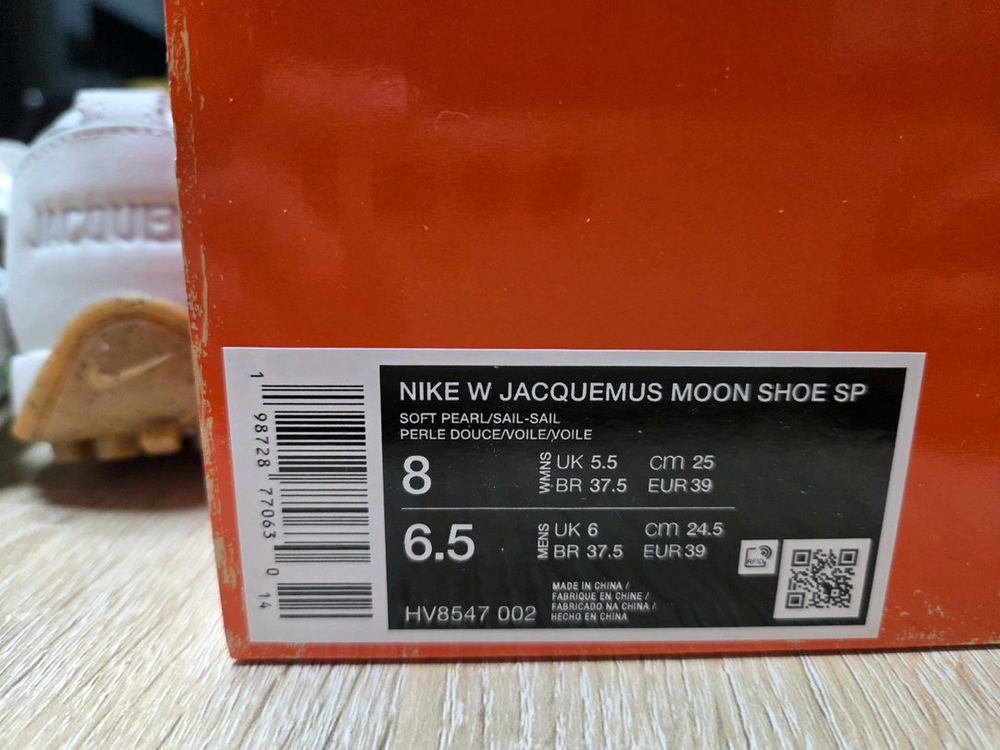 JACQUE
NIKE W JACQUEMUS MOON SHOE SP
SOFT PEARL/SAIL-SAIL
PERLE DOUCE/VOILE/VOILE
8
WMNS
UK 5.5 cm 25
BR 37.5 EUR 39
6.5
MENS
UK 6 cm 24.5
BR 37.5 EUR 39
RFID
MADE IN CHINA /
FABRIQUE EN CHINE /
FABRICADO NA CHINA /
HECHO EN CHINA
HV8547 002
1 98728 77063 0 14